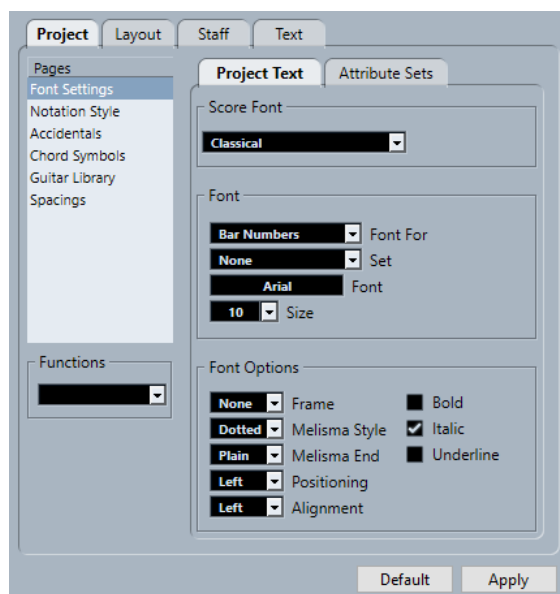 Project Layout Staff Text
Pages
Font Settings
Notation Style
Accidentals
Chord Symbols
Guitar Library
Spacings
Functions
Project Text Attribute Sets
Score Font
Classical
Font
Bar Numbers Font For
None Set
Arial Font
10 Size
Font Options
None Frame Bold
Dotted Melisma Style Italic
Plain Melisma End Underline
Left Positioning
Left Alignment
Default Apply